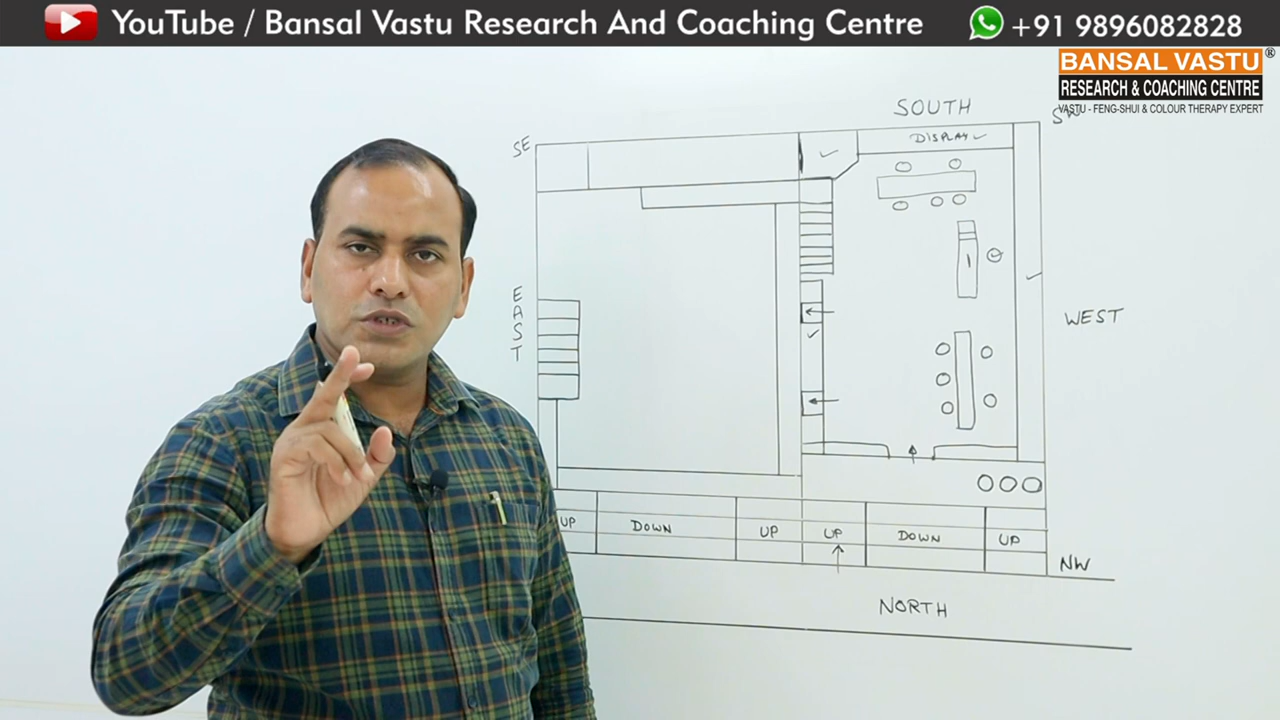 YouTube / Bansal Vastu Research And Coaching Centre
+91 9896082828
BANSAL VASTU®
RESEARCH & COACHING CENTRE
VASTU - FENG-SHUI & COLOUR THERAPY EXPERT
SOUTH
SW
SE
DISPLAY
EAST
WEST
UP
DOWN
UP
UP
DOWN
UP
NW
NORTH